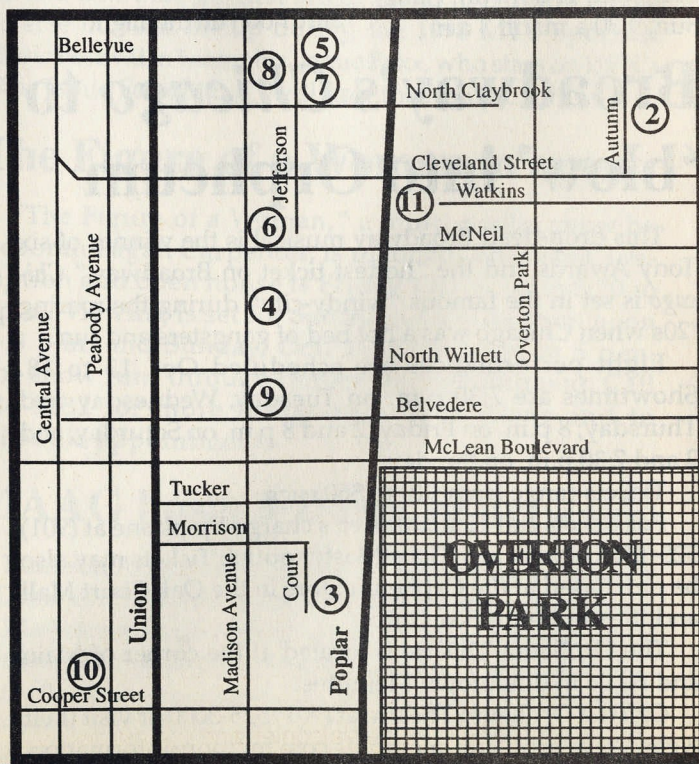 Bellevue
5
8
7
North Claybrook
2
Autunm
Jefferson
Cleveland Street
Watkins
11
McNeil
6
Overton Park
Peabody Avenue
Central Avenue
4
North Willett
9
Belvedere
McLean Boulevard
Tucker
Morrison
OVERTON
PARK
Union
Madison Avenue
Court
3
Poplar
10
Cooper Street